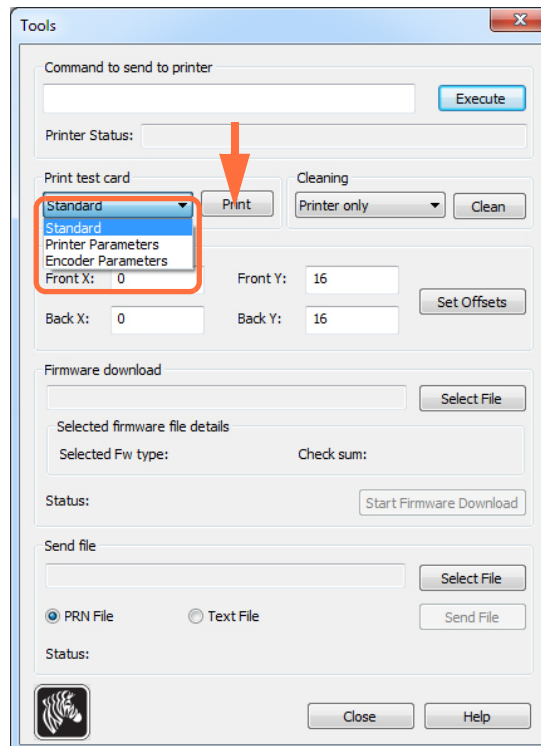 Tools
Command to send to printer
Execute
Printer Status:
Print test card
Cleaning
Standard
Print
Printer only
Clean
Standard
Printer Parameters
Encoder Parameters
Front X: 0 Front Y: 16
Set Offsets
Back X: 0 Back Y: 16
Firmware download
Select File
Selected firmware file details
Selected Fw type: Check sum:
Status:
Start Firmware Download
Send file
Select File
PRN File Text File
Send File
Status:
Close Help